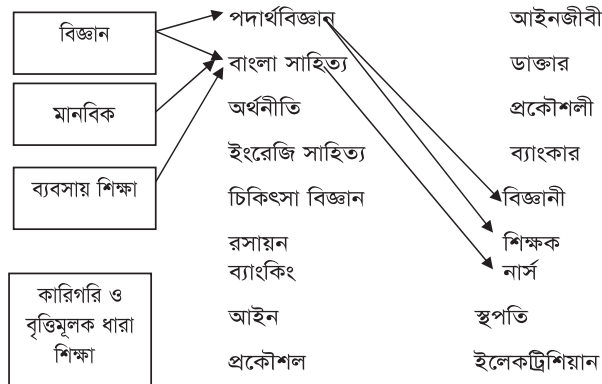 বিজ্ঞান
মানবিক
ব্যবসায় শিক্ষা
কারিগরি ও
বৃত্তিমূলক ধারা
শিক্ষা
পদার্থবিজ্ঞান
বাংলা সাহিত্য
অর্থনীতি
ইংরেজি সাহিত্য
চিকিৎসা বিজ্ঞান
রসায়ন
ব্যাংকিং
আইন
প্রকৌশল
আইনজীবী
ডাক্তার
প্রকৌশলী
ব্যাংকার
বিজ্ঞানী
শিক্ষক
নার্স
স্থপতি
ইলেকট্রিশিয়ান